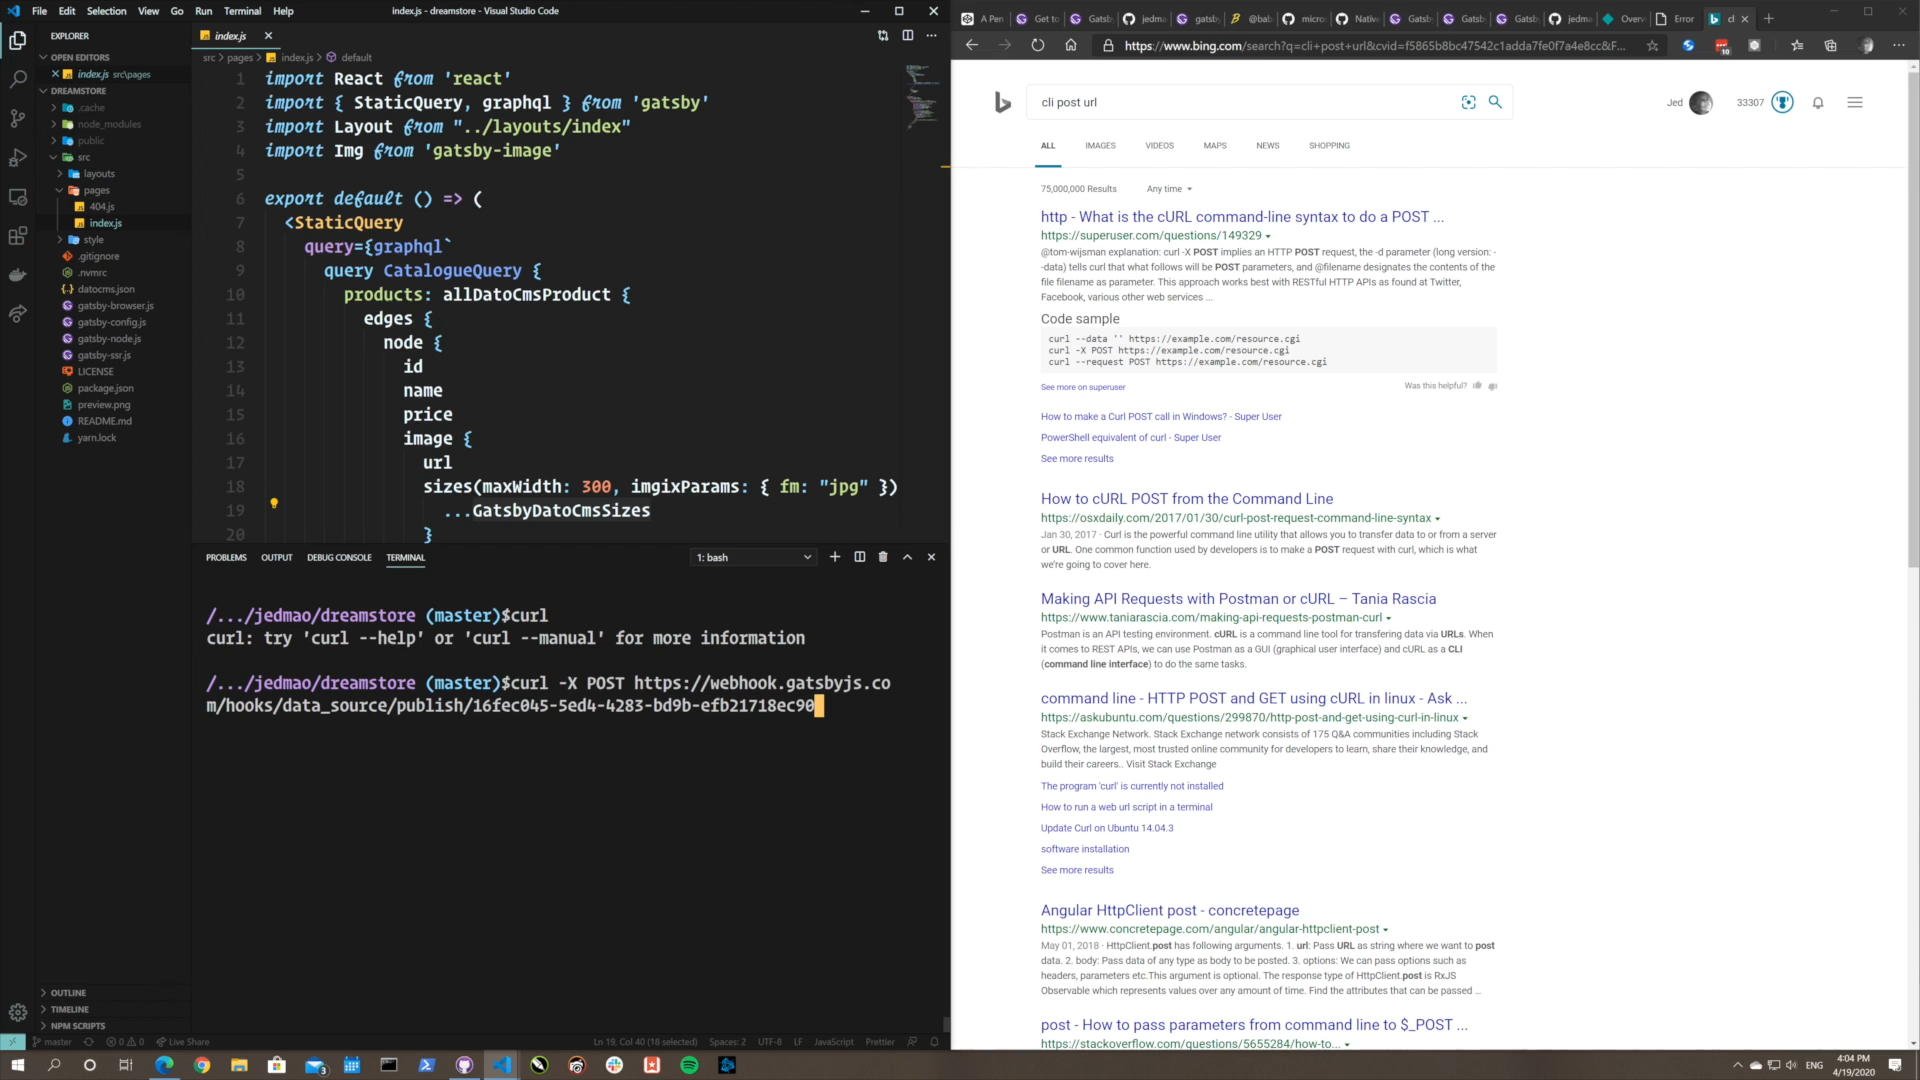 File Edit Selection View Go Run Terminal Help
index.js - dreamstore - Visual Studio Code
EXPLORER
OPEN EDITORS
index.js src\pages
DREAMSTORE
.cache
node_modules
public
src
layouts
pages
404.js
index.js
style
.gitignore
.nvmrc
datocms.json
gatsby-browser.js
gatsby-config.js
gatsby-node.js
gatsby-ssr.js
LICENSE
package.json
preview.png
README.md
yarn.lock
OUTLINE
TIMELINE
NPM SCRIPTS
index.js
src > pages > index.js > default
1 import React from 'react'
2 import { StaticQuery, graphql } from 'gatsby'
3 import Layout from "../layouts/index"
4 import Img from 'gatsby-image'
5
6 export default () => (
7 <StaticQuery
8 query={graphql`
9 query CatalogueQuery {
10 products: allDatoCmsProduct {
11 edges {
12 node {
13 id
14 name
15 price
16 image {
17 url
18 sizes(maxWidth: 300, imgixParams: { fm: "jpg" })
19 ...GatsbyDatoCmsSizes
20 }
PROBLEMS OUTPUT DEBUG CONSOLE TERMINAL
1: bash
/.../jedmao/dreamstore (master)$curl
curl: try 'curl --help' or 'curl --manual' for more information
/.../jedmao/dreamstore (master)$curl -X POST https://webhook.gatsbyjs.co
m/hooks/data_source/publish/16fec045-5ed4-4283-bd9b-efb21718ec90
master 0 0 Live Share
Ln 19, Col 40 (18 selected) Spaces: 2 UTF-8 LF JavaScript Prettier
A Pen Get to Gatsb jedma gatsby @bab micro Native Gatsb Gatsb Gatsb jedma Overv Error cl
https://www.bing.com/search?q=cli+post+url&cvid=f5865b8bc47542c1adda7fe0f7a4e8cc&F...
10
cli post url
Jed
33307
ALL IMAGES VIDEOS MAPS NEWS SHOPPING
75,000,000 Results Any time
http - What is the cURL command-line syntax to do a POST ...
https://superuser.com/questions/149329
@tom-wijsman explanation: curl -X POST implies an HTTP POST request, the -d parameter (long version: -
-data) tells curl that what follows will be POST parameters, and @filename designates the contents of the
file filename as parameter. This approach works best with RESTful HTTP APIs as found at Twitter,
Facebook, various other web services ...
Code sample
curl --data '' https://example.com/resource.cgi
curl -X POST https://example.com/resource.cgi
curl --request POST https://example.com/resource.cgi
See more on superuser
Was this helpful?
How to make a Curl POST call in Windows? - Super User
PowerShell equivalent of curl - Super User
See more results
How to cURL POST from the Command Line
https://osxdaily.com/2017/01/30/curl-post-request-command-line-syntax
Jan 30, 2017 · Curl is the powerful command line utility that allows you to transfer data to or from a server
or URL. One common function used by developers is to make a POST request with curl, which is what
we're going to cover here.
Making API Requests with Postman or cURL – Tania Rascia
https://www.taniarascia.com/making-api-requests-postman-curl
Postman is an API testing environment. cURL is a command line tool for transfering data via URLs. When
it comes to REST APIs, we can use Postman as a GUI (graphical user interface) and cURL as a CLI
(command line interface) to do the same tasks.
command line - HTTP POST and GET using cURL in linux - Ask ...
https://askubuntu.com/questions/299870/http-post-and-get-using-curl-in-linux
Stack Exchange Network. Stack Exchange network consists of 175 Q&A communities including Stack
Overflow, the largest, most trusted online community for developers to learn, share their knowledge, and
build their careers.. Visit Stack Exchange
The program 'curl' is currently not installed
How to run a web url script in a terminal
Update Curl on Ubuntu 14.04.3
software installation
See more results
Angular HttpClient post - concretepage
https://www.concretepage.com/angular/angular-httpclient-post
May 01, 2018 · HttpClient.post has following arguments. 1. url: Pass URL as string where we want to post
data. 2. body: Pass data of any type as body to be posted. 3. options: We can pass options such as
headers, parameters etc.This argument is optional. The response type of HttpClient.post is RxJS
Observable which represents values over any amount of time. Find the attributes that can be passed ...
post - How to pass parameters from command line to $_POST ...
https://stackoverflow.com/questions/5655284/how-to...
3
ENG
4:04 PM
4/19/2020